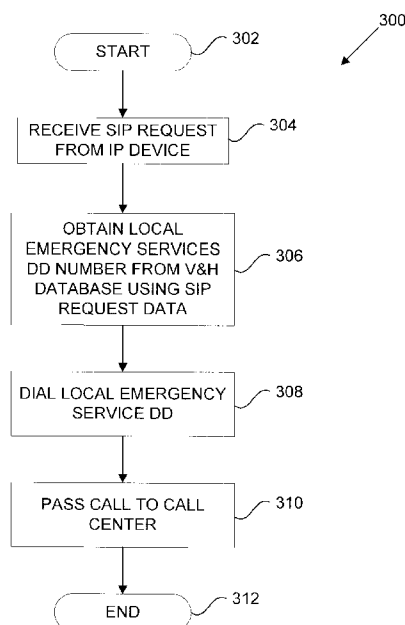 300
START
302
RECEIVE SIP REQUEST
FROM IP DEVICE
304
OBTAIN LOCAL
EMERGENCY SERVICES
DD NUMBER FROM V&H
DATABASE USING SIP
REQUEST DATA
306
DIAL LOCAL EMERGENCY
SERVICE DD
308
PASS CALL TO CALL
CENTER
310
END
312